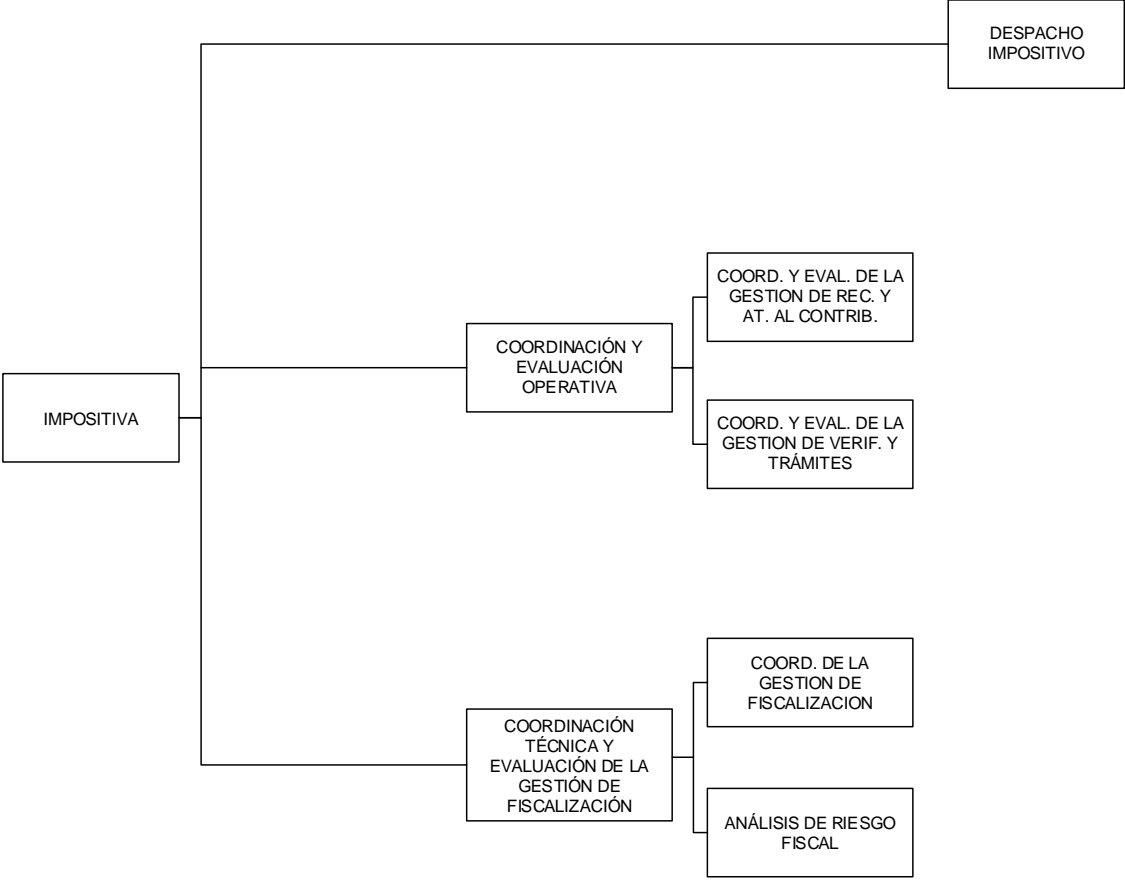 DESPACHO
IMPOSITIVO
COORD. Y EVAL. DE LA
GESTION DE REC. Y
AT. AL CONTRIB.
COORDINACIÓN Y
EVALUACIÓN
OPERATIVA
IMPOSITIVA
COORD. Y EVAL. DE LA
GESTION DE VERIF. Y
TRÁMITES
COORD. DE LA
GESTION DE
FISCALIZACION
COORDINACIÓN
TÉCNICA Y
EVALUACIÓN DE LA
GESTIÓN DE
FISCALIZACIÓN
ANÁLISIS DE RIESGO
FISCAL